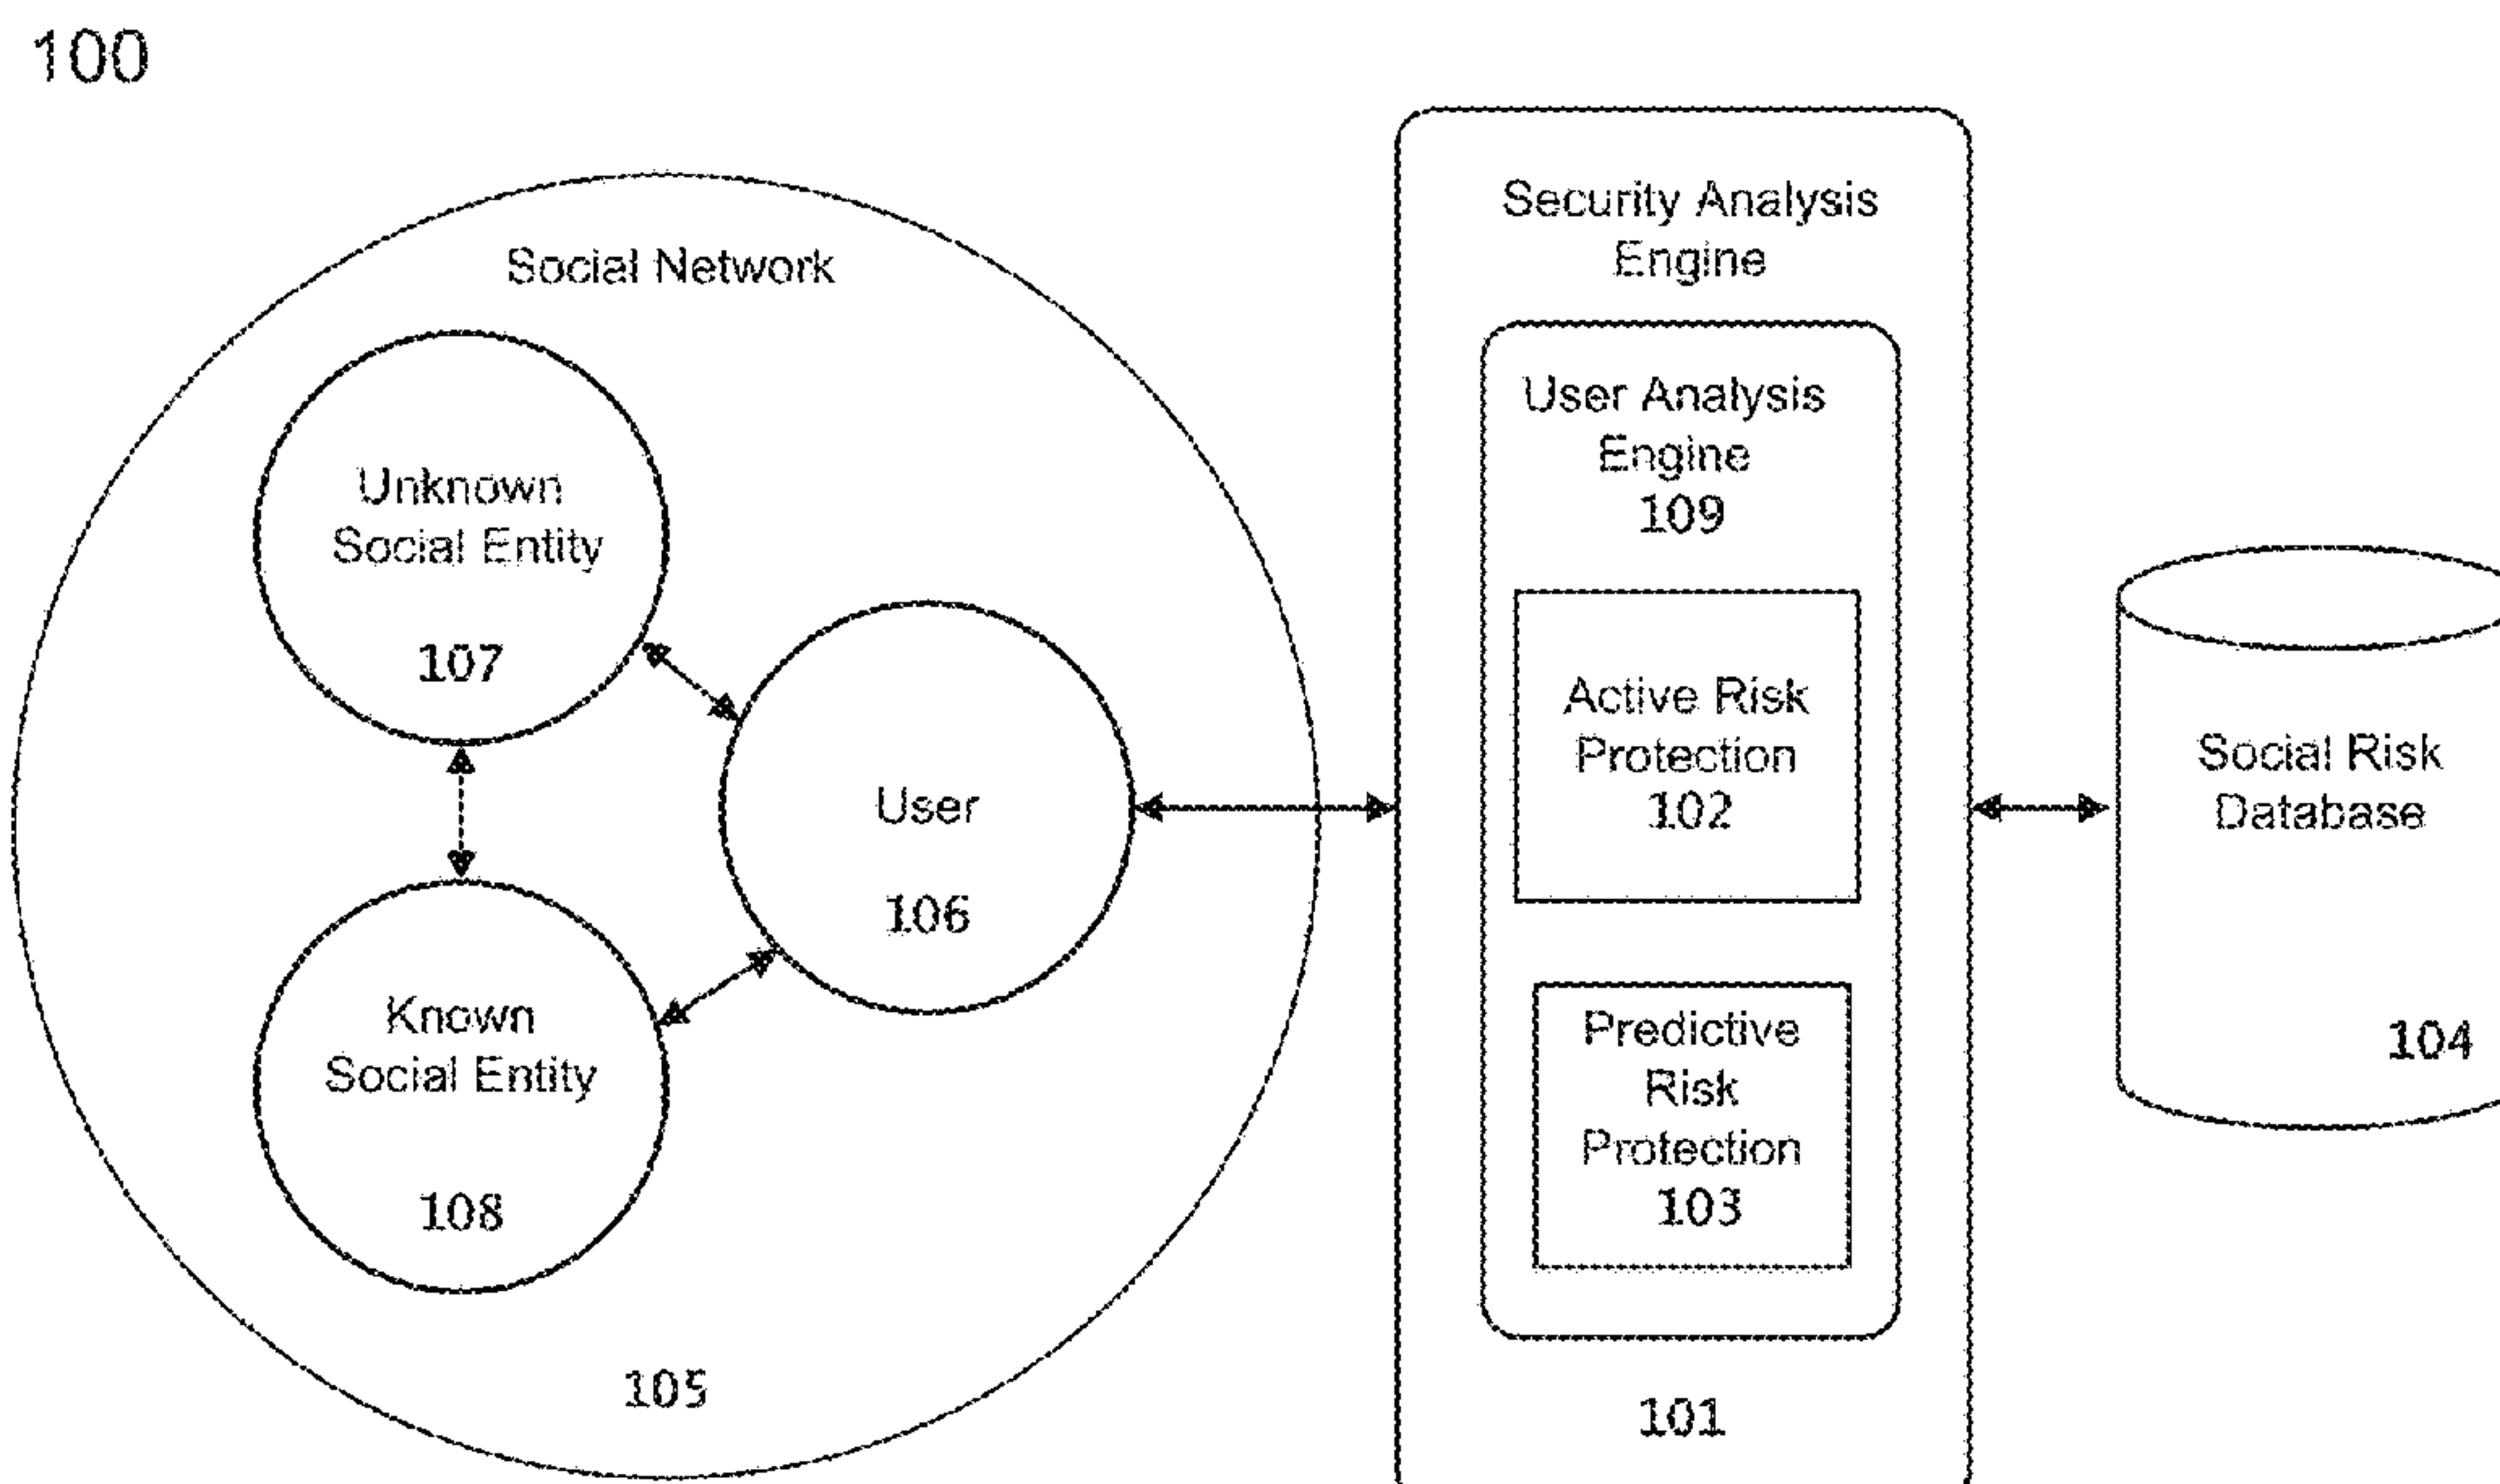 100
Social Network
Unknown
Social Entity
107
User
106
Known
Social Entity
108
105
Security Analysis
Engine
User Analysis
Engine
109
Active Risk
Protection
102
Predictive
Risk
Protection
103
101
Social Risk
Database
104